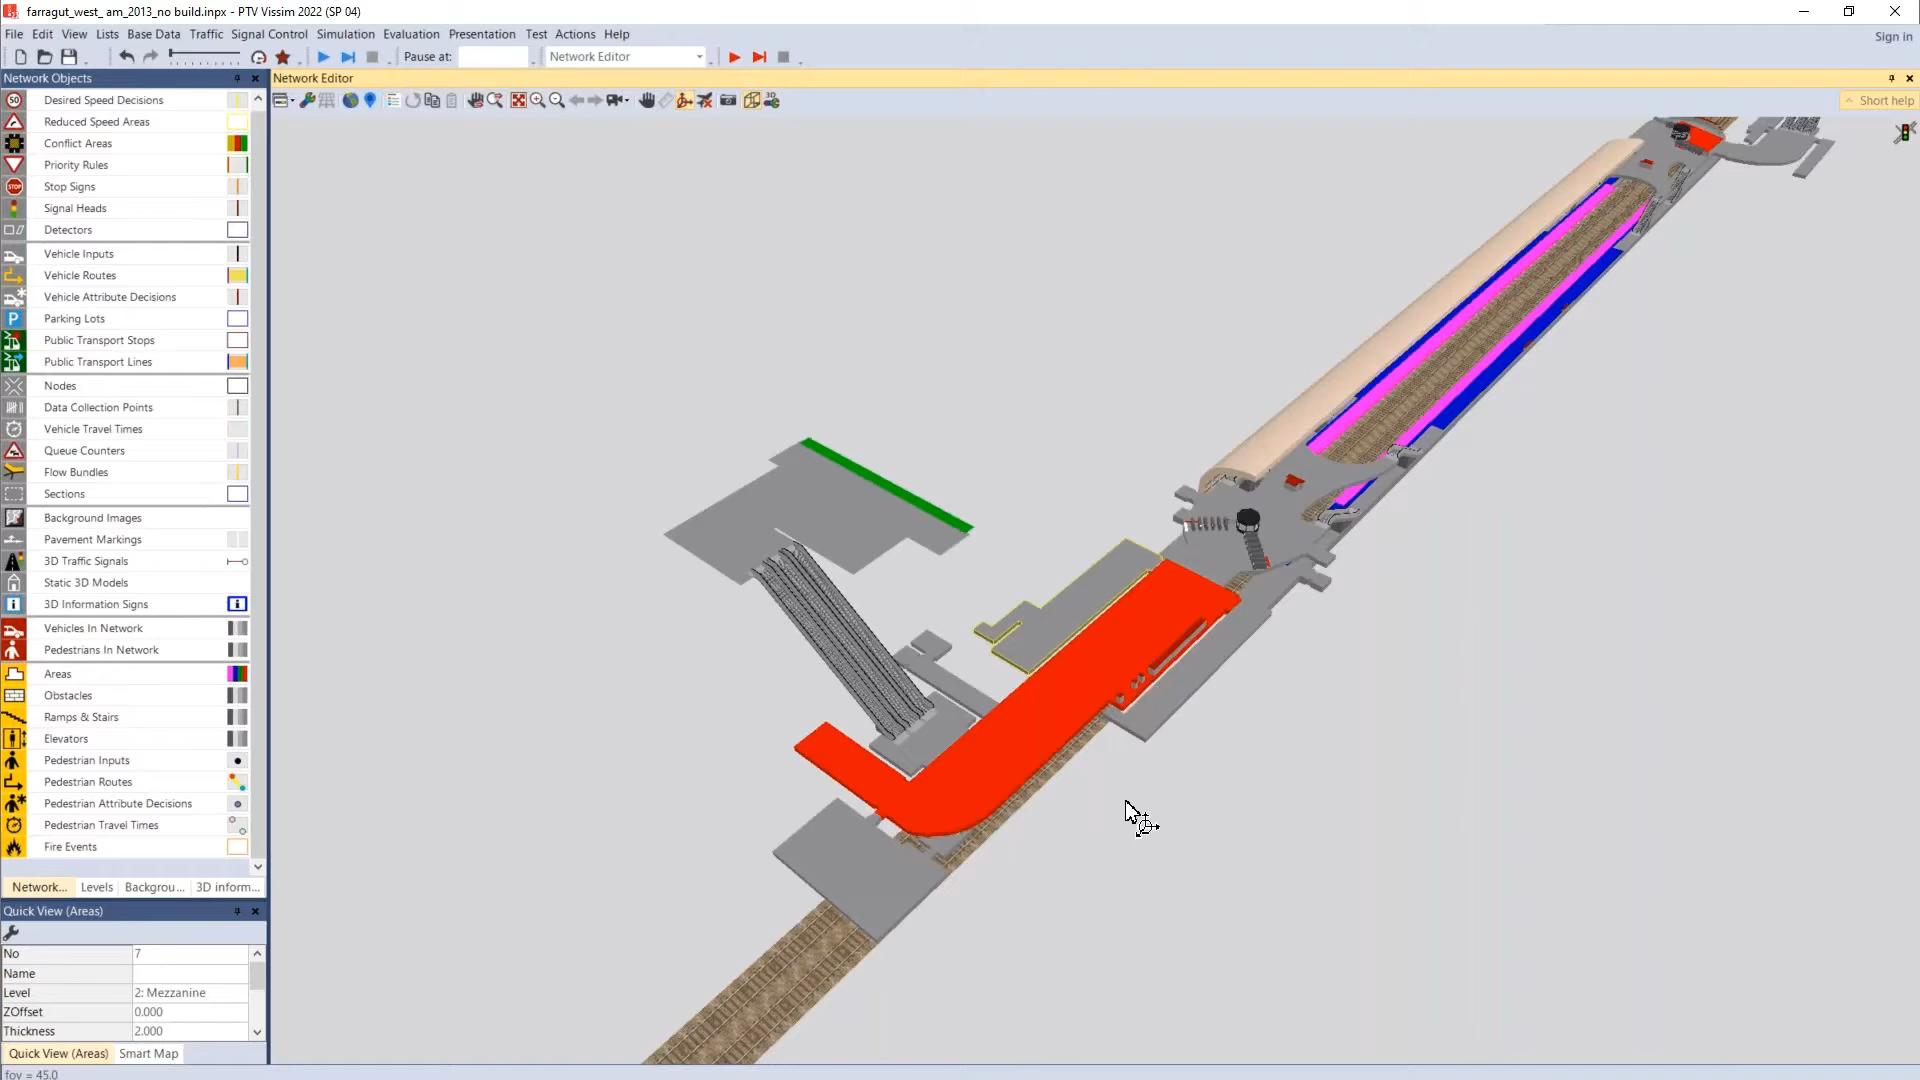 farragut_west_ am_2013_no build.inpx - PTV Vissim 2022 (SP 04)
File Edit View Lists Base Data Traffic Signal Control Simulation Evaluation Presentation Test Actions Help
Sign in
Pause at: Network Editor
Network Objects
Network Editor
Short help
3D
50 Desired Speed Decisions
Reduced Speed Areas
Conflict Areas
Priority Rules
STOP Stop Signs
Signal Heads
Detectors
Vehicle Inputs
Vehicle Routes
Vehicle Attribute Decisions
P Parking Lots
Public Transport Stops
Public Transport Lines
Nodes
Data Collection Points
Vehicle Travel Times
Queue Counters
Flow Bundles
Sections
Background Images
Pavement Markings
3D Traffic Signals
Static 3D Models
i 3D Information Signs i
Vehicles In Network
Pedestrians In Network
Areas
Obstacles
Ramps & Stairs
Elevators
Pedestrian Inputs
Pedestrian Routes
Pedestrian Attribute Decisions
Pedestrian Travel Times
Fire Events
Network... Levels Backgrou... 3D inform...
Quick View (Areas)
No 7
Name
Level 2: Mezzanine
ZOffset 0.000
Thickness 2.000
Quick View (Areas) Smart Map
fov = 45.0